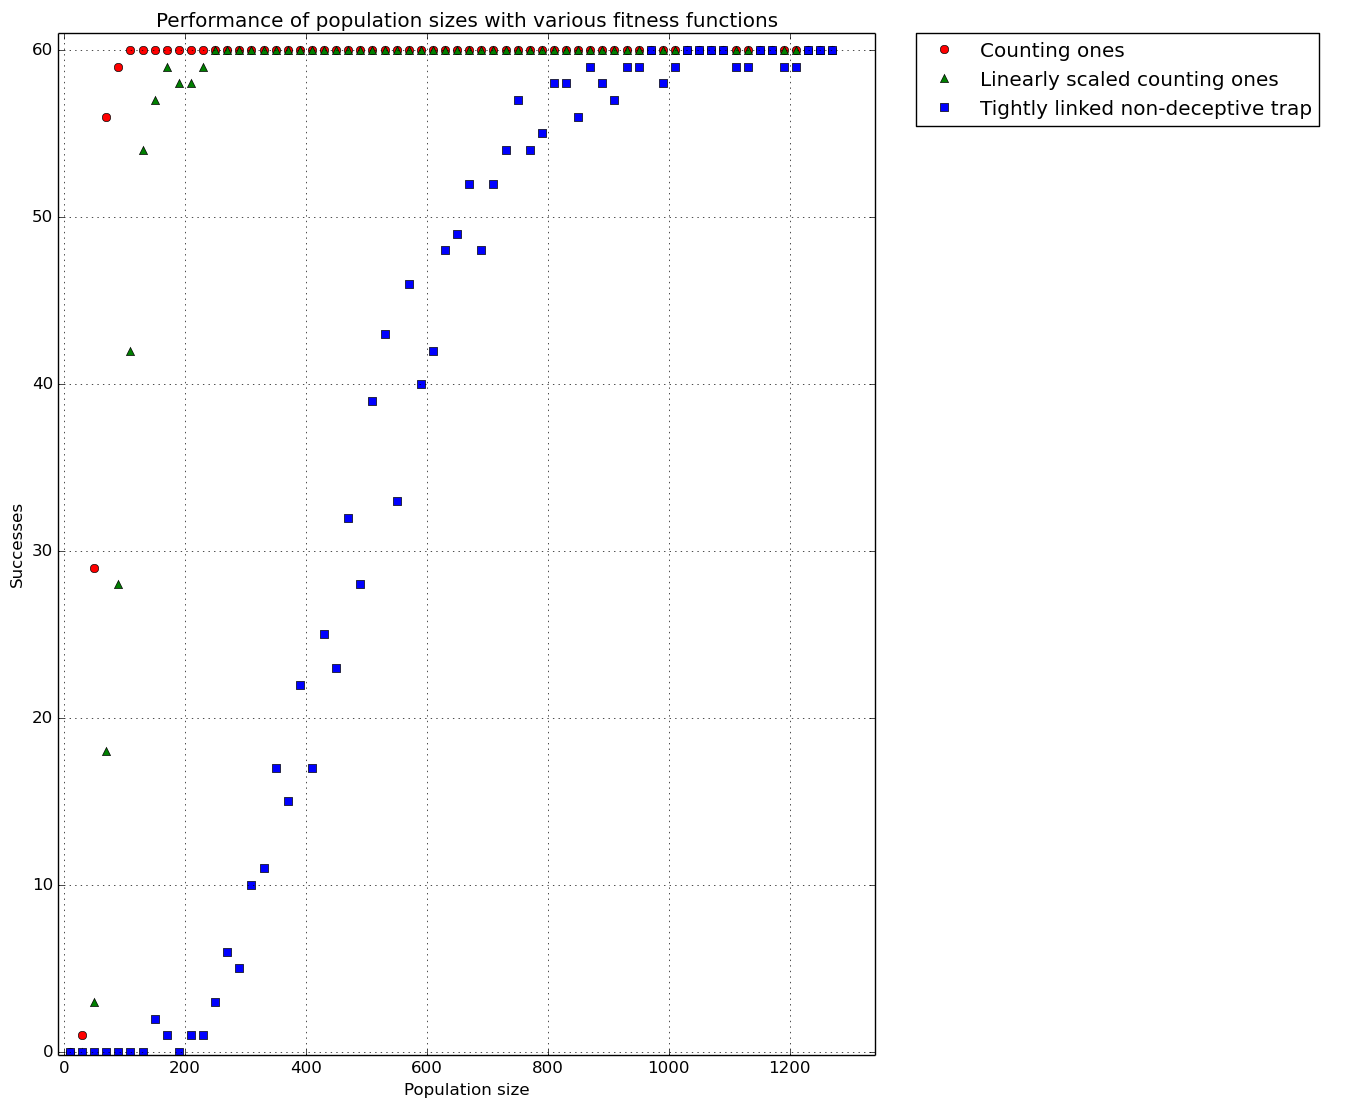 Performance of population sizes with various fitness functions
Counting ones
Linearly scaled counting ones
Tightly linked non-deceptive trap
60
50
40
30
20
10
0
Successes
0 200 400 600 800 1000 1200
Population size